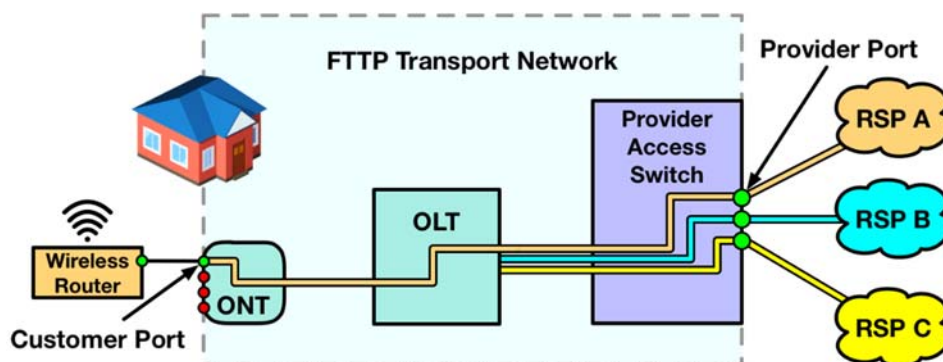 FTTP Transport Network
Provider Port
RSP A
Provider
Access
Switch
OLT
RSP B
Wireless
Router
ONT
Customer Port
RSP C